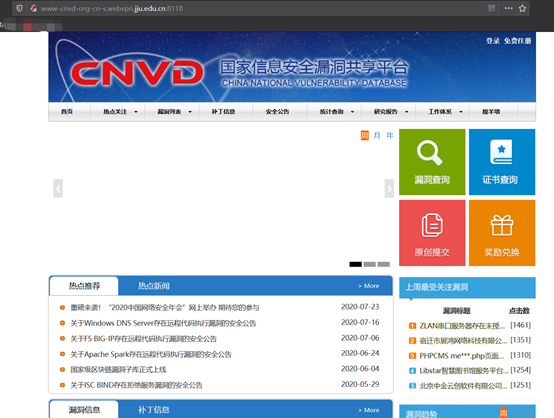 www-cnvd-org-cn-s.webvpn.jju.edu.cn:8118
登录 免费注册
CNVD 国家信息安全漏洞共享平台
CHINA NATIONAL VULNERABILITY DATABASE
首页 热点关注 漏洞列表 补丁信息 安全公告 统计查询 研究报告 工作体系 绵羊墙
周 月 年
漏洞查询 证书查询
原创提交 奖励兑换
热点推荐 热点新闻 > More
重磅来袭！“2020中国网络安全年会”网上举办 期待您的参与 2020-07-23
关于Windows DNS Server存在远程代码执行漏洞的安全公告 2020-07-16
关于F5 BIG-IP存在远程代码执行漏洞的安全公告 2020-07-06
关于Apache Spark存在远程代码执行漏洞的安全公告 2020-06-24
国家级区块链漏洞子库正式上线 2020-06-04
关于ISC BIND存在拒绝服务漏洞的安全公告 2020-05-29
上周最受关注漏洞
漏洞标题 点击数
1 ZLAN串口服务器存在未授... [1461]
2 宿迁市展鸿网络科技有限... [1351]
3 PHPCMS me***.php页面... [1310]
4 Libstar智慧图书馆服务平台... [1254]
5 北京中金云创软件有限公司... [1251]
漏洞信息 补丁信息 > More
漏洞趋势 周